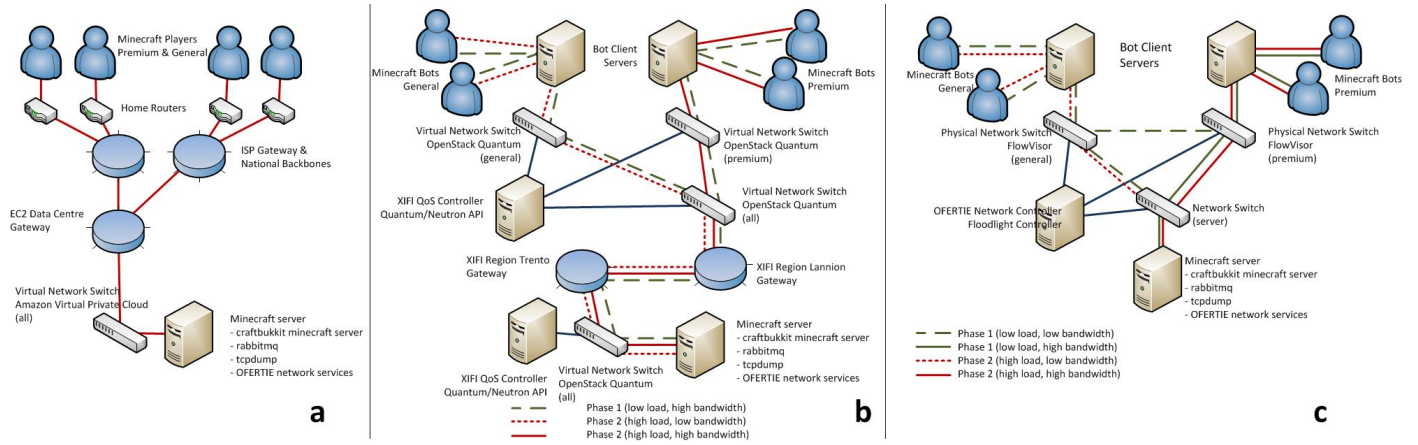 Minecraft Players
Premium & General
Home Routers
ISP Gateway &
National Backbones
EC2 Data Centre
Gateway
Virtual Network Switch
Amazon Virtual Private Cloud
(all)
Minecraft server
- craftbukkit minecraft server
- rabbitmq
- tcpdump
- OFERTIE network services
a
Bot Client
Servers
Minecraft Bots
General
Minecraft Bots
Premium
Virtual Network Switch
OpenStack Quantum
(general)
Virtual Network Switch
OpenStack Quantum
(premium)
XIFI QoS Controller
Quantum/Neutron API
Virtual Network Switch
OpenStack Quantum
(all)
XIFI Region Trento
Gateway
XIFI Region Lannion
Gateway
Minecraft server
- craftbukkit minecraft server
- rabbitmq
- tcpdump
- OFERTIE network services
XIFI QoS Controller
Quantum/Neutron API
Virtual Network Switch
OpenStack Quantum
(all)
Phase 1 (low load, high bandwidth)
Phase 2 (high load, low bandwidth)
Phase 2 (high load, high bandwidth)
b
Bot Client
Servers
Minecraft Bots
General
Minecraft Bots
Premium
Physical Network Switch
FlowVisor
(general)
Physical Network Switch
FlowVisor
(premium)
OFERTIE Network Controller
Floodlight Controller
Network Switch
(server)
Minecraft server
- craftbukkit minecraft server
- rabbitmq
- tcpdump
- OFERTIE network services
Phase 1 (low load, low bandwidth)
Phase 1 (low load, high bandwidth)
Phase 2 (high load, low bandwidth)
Phase 2 (high load, high bandwidth)
c